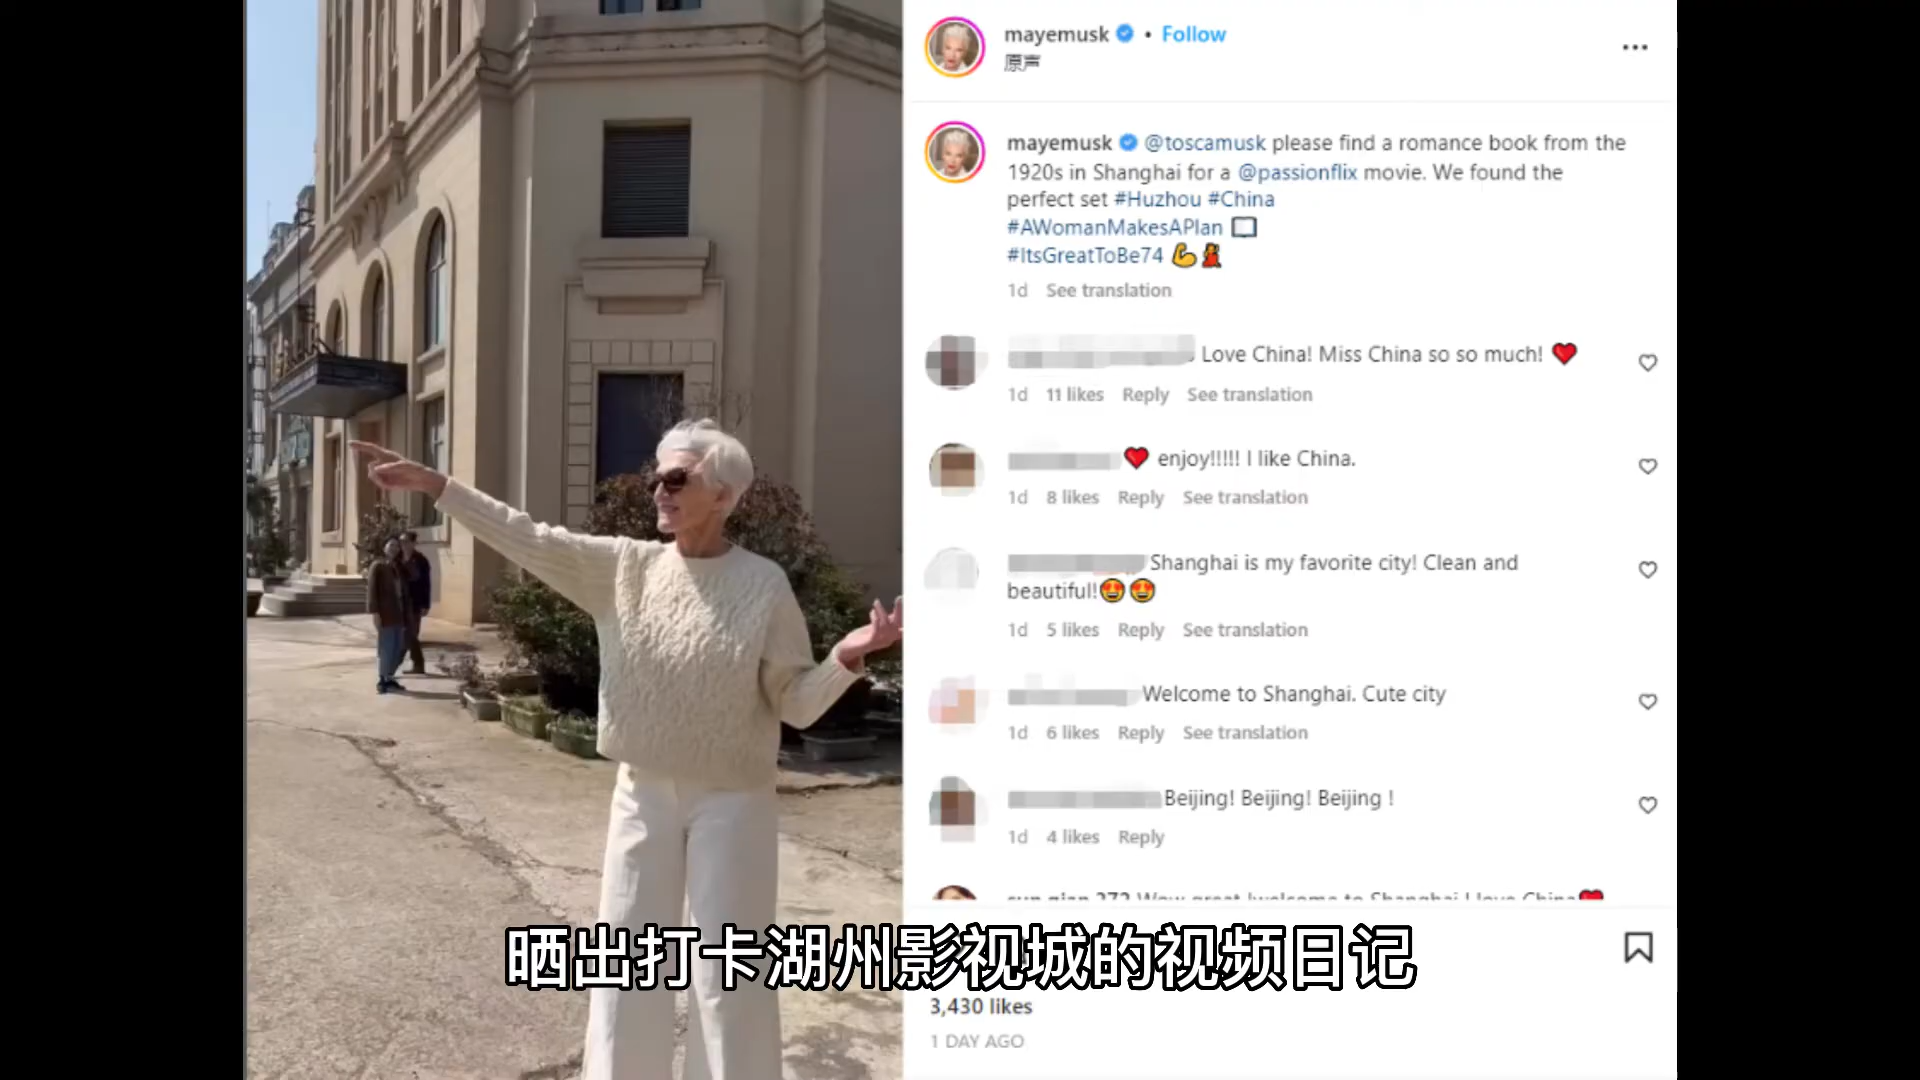 mayemusk • Follow
原声
mayemusk @toscamusk please find a romance book from the
1920s in Shanghai for a @passionflix movie. We found the
perfect set #Huzhou #China
#AWomanMakesAPlan
#ItsGreatToBe74
1d See translation
Love China! Miss China so so much!
1d 11 likes Reply See translation
enjoy!!!!! I like China.
1d 8 likes Reply See translation
Shanghai is my favorite city! Clean and
beautiful!
1d 5 likes Reply See translation
Welcome to Shanghai. Cute city
1d 6 likes Reply See translation
Beijing! Beijing! Beijing !
1d 4 likes Reply
晒出打卡湖州影视城的视频日记
3,430 likes
1 DAY AGO